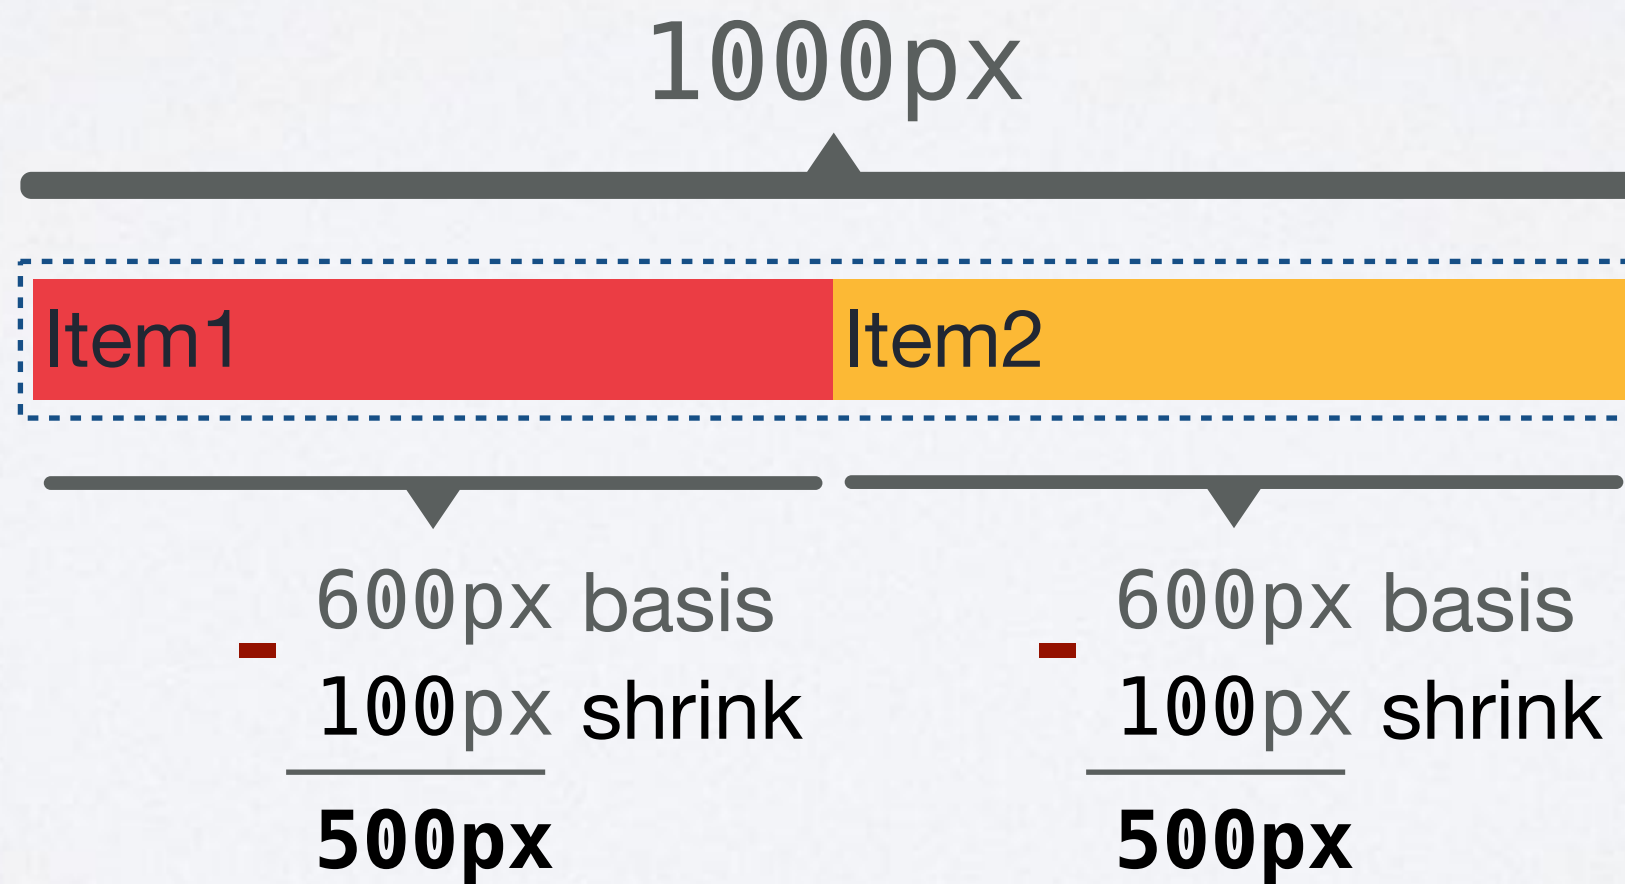 1000px
Item1 Item2
600px basis 600px basis
- 100px shrink - 100px shrink
500px 500px